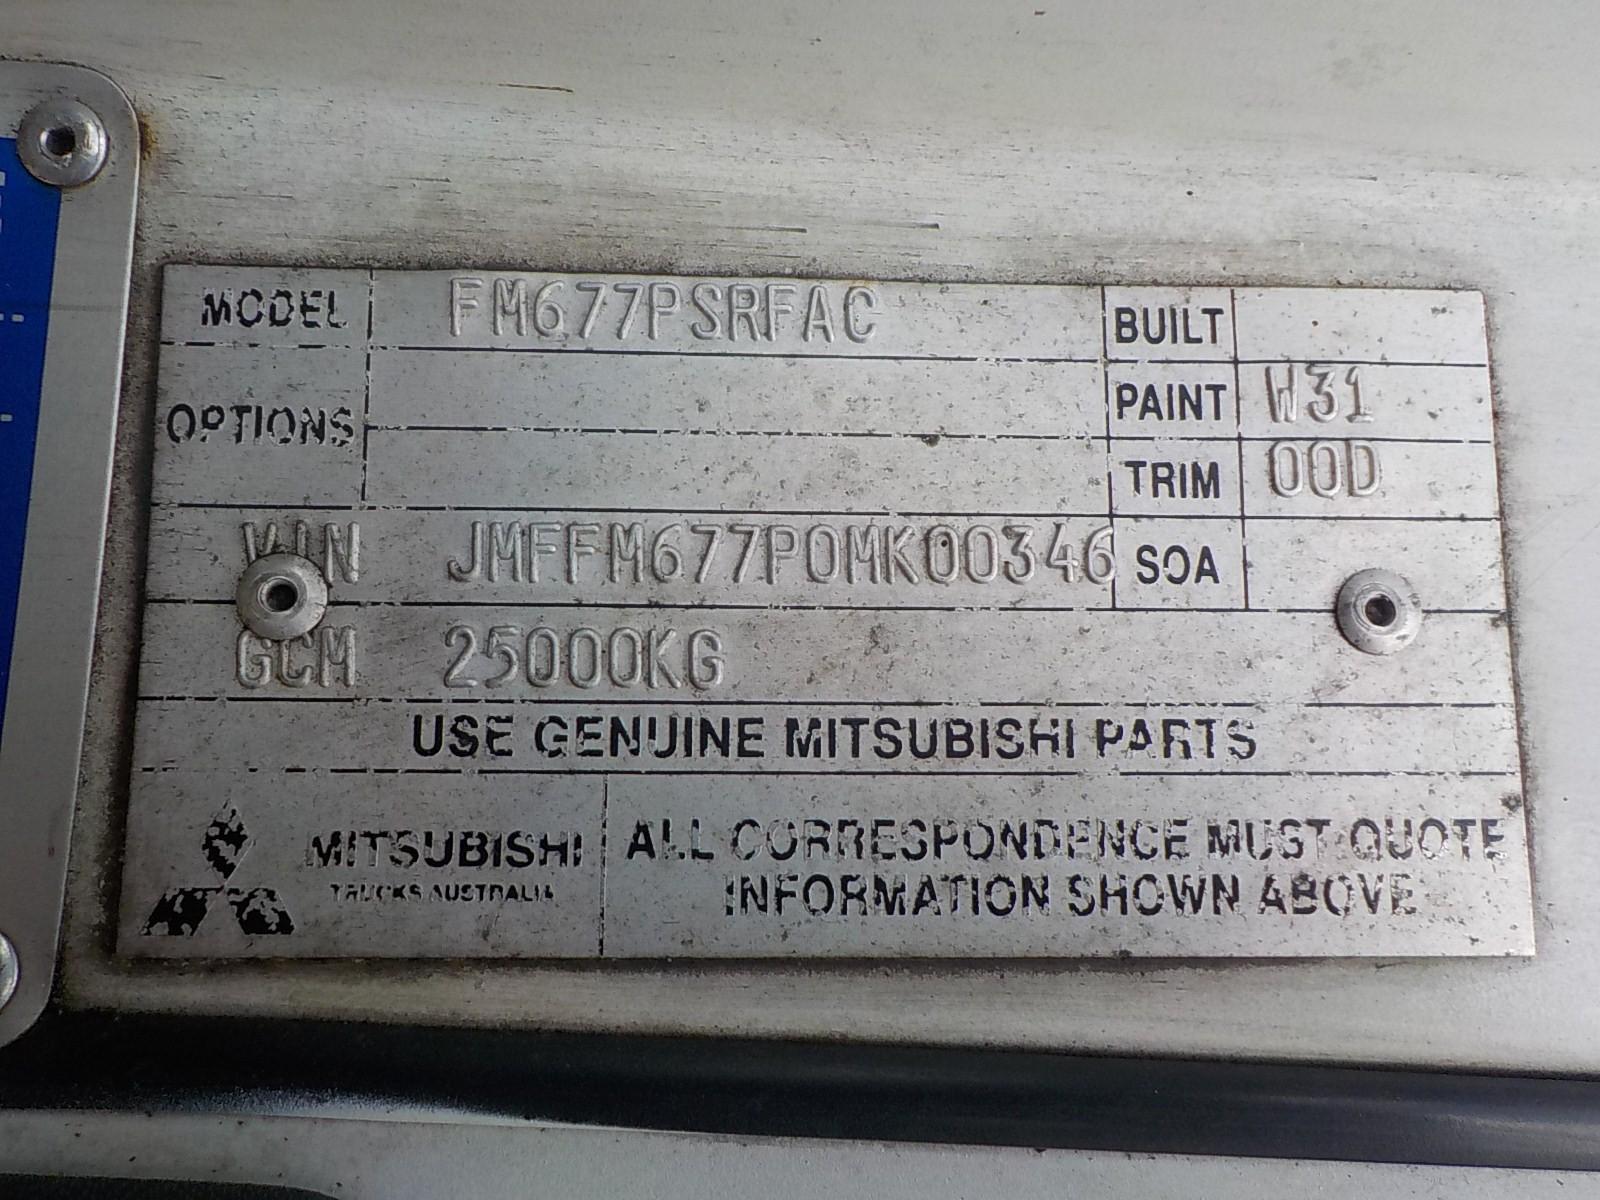 MODEL FM677PSRFAC BUILT
OPTIONS PAINT W31
TRIM 00D
VIN JMFFM677P0MK00346 SOA
GCM 25000KG
USE GENUINE MITSUBISHI PARTS
MITSUBISHI
TRUCKS AUSTRALIA
ALL CORRESPONDENCE MUST QUOTE
INFORMATION SHOWN ABOVE